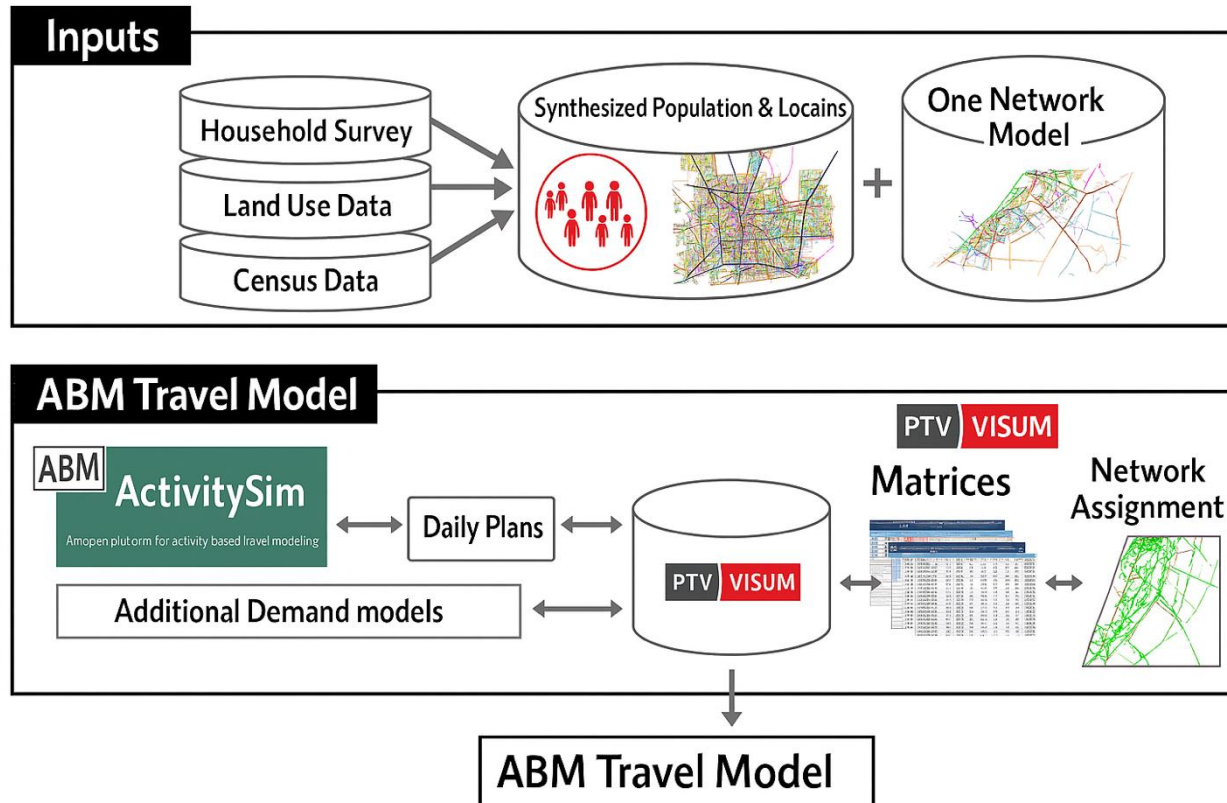 Inputs
Household Survey
Land Use Data
Census Data
Synthesized Population & Locains
+
One Network
Model
ABM Travel Model
ABM
ActivitySim
Amopen plutorm for activity based lravel modeling
Daily Plans
Additional Demand models
PTV VISUM
PTV VISUM
Matrices
Network
Assignment
ABM Travel Model